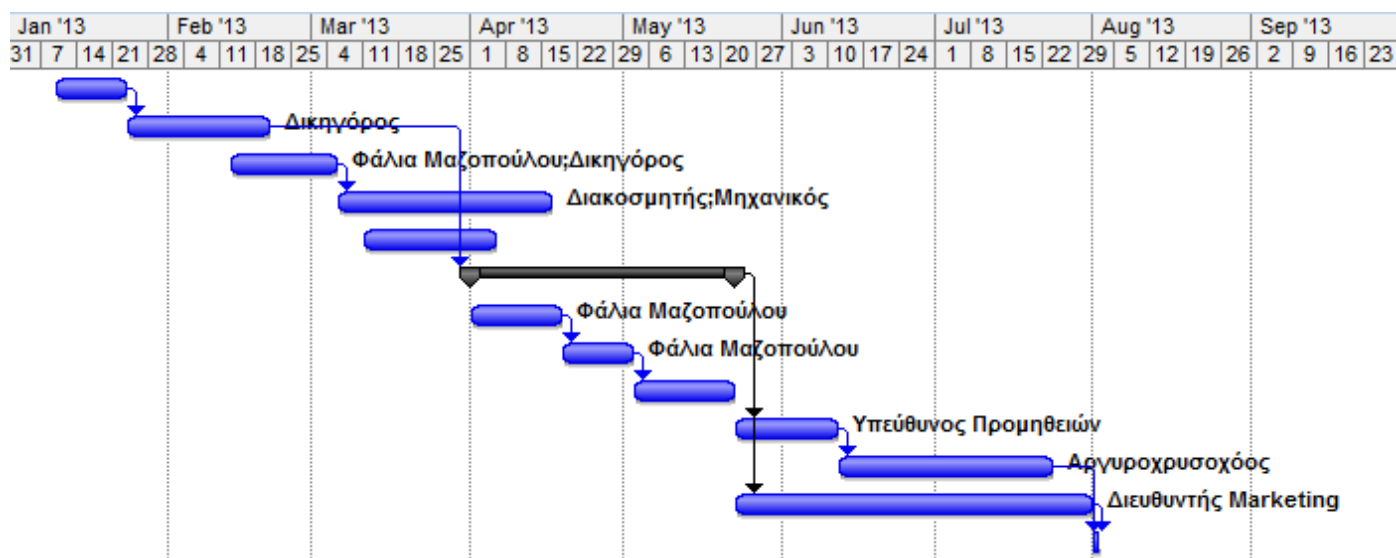 Jan '13 Feb '13 Mar '13 Apr '13 May '13 Jun '13 Jul '13 Aug '13 Sep '13
31 7 14 21 28 4 11 18 25 4 11 18 25 1 8 15 22 29 6 13 20 27 3 10 17 24 1 8 15 22 29 5 12 19 26 2 9 16 23
Δικηγόρος
Φάλια Μαζοπούλου;Δικηγόρος
Διακοσμητής;Μηχανικός
Φάλια Μαζοπούλου
Φάλια Μαζοπούλου
Υπεύθυνος Προμηθειών
Αργυροχρυσοχόος
Διευθυντής Marketing